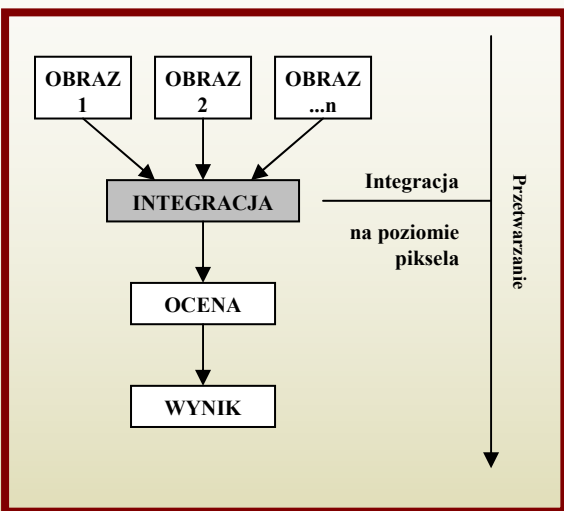 OBRAZ
1
OBRAZ
2
OBRAZ
...n
INTEGRACJA
Integracja
na poziomie
piksela
Przetwarzanie
OCENA
WYNIK